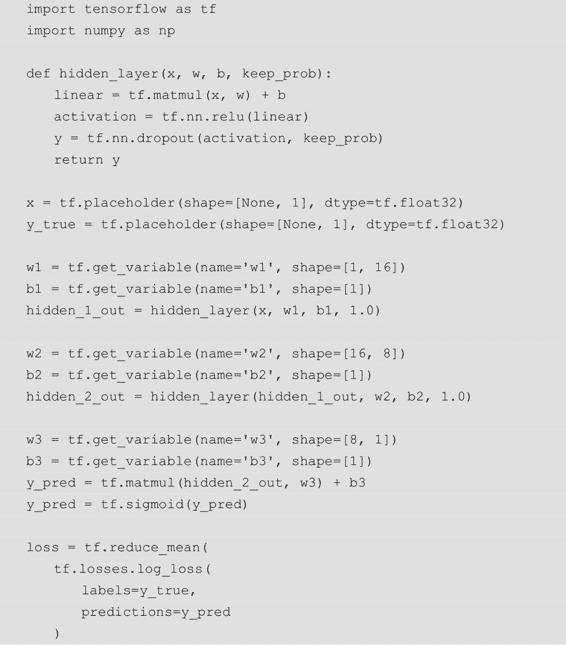 import tensorflow as tf
import numpy as np

def hidden_layer(x, w, b, keep_prob):
    linear = tf.matmul(x, w) + b
    activation = tf.nn.relu(linear)
    y = tf.nn.dropout(activation, keep_prob)
    return y

x = tf.placeholder(shape=[None, 1], dtype=tf.float32)
y_true = tf.placeholder(shape=[None, 1], dtype=tf.float32)

w1 = tf.get_variable(name='w1', shape=[1, 16])
b1 = tf.get_variable(name='b1', shape=[1])
hidden_1_out = hidden_layer(x, w1, b1, 1.0)

w2 = tf.get_variable(name='w2', shape=[16, 8])
b2 = tf.get_variable(name='b2', shape=[1])
hidden_2_out = hidden_layer(hidden_1_out, w2, b2, 1.0)

w3 = tf.get_variable(name='w3', shape=[8, 1])
b3 = tf.get_variable(name='b3', shape=[1])
y_pred = tf.matmul(hidden_2_out, w3) + b3
y_pred = tf.sigmoid(y_pred)

loss = tf.reduce_mean(
    tf.losses.log_loss(
        labels=y_true,
        predictions=y_pred
    )